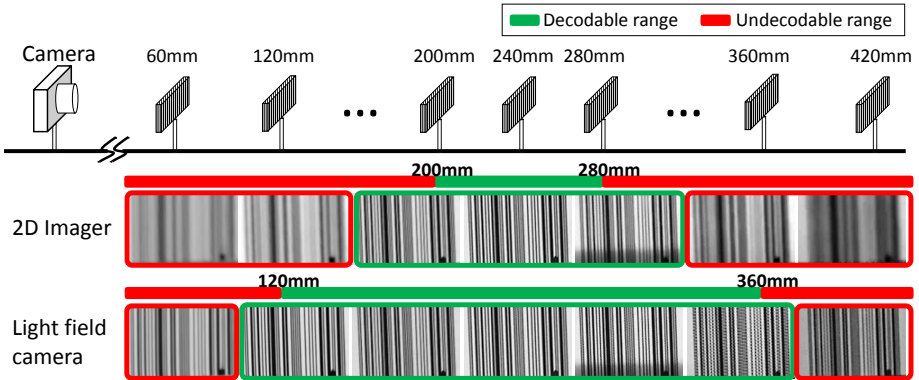 Decodable range Undecodable range
Camera
60mm 120mm 200mm 240mm 280mm 360mm 420mm
200mm 280mm
2D Imager
120mm 360mm
Light field
camera